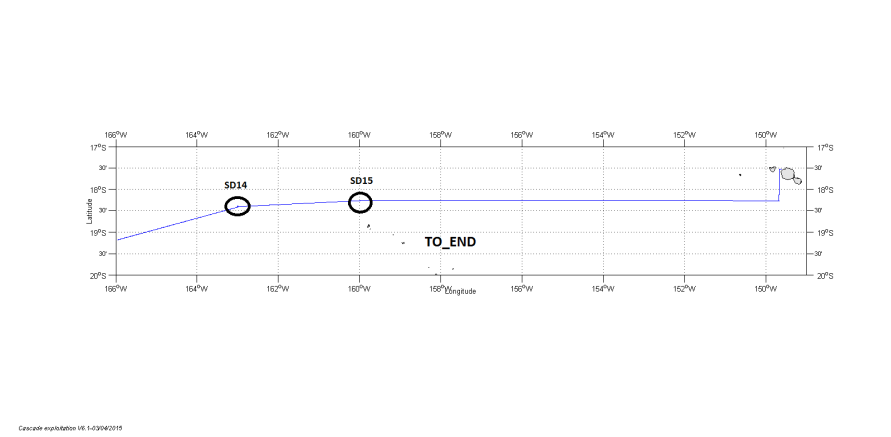 166°W 164°W 162°W 160°W 158°W 156°W 154°W 152°W 150°W
17°S 17°S
30' 30'
SD14 SD15
18°S 18°S
30' 30'
Latitude
19°S TO_END 19°S
30' 30'
20°S 20°S
166°W 164°W 162°W 160°W 158°W 156°W 154°W 152°W 150°W
Longitude
Cascade exploitation V6.1-03/04/2015